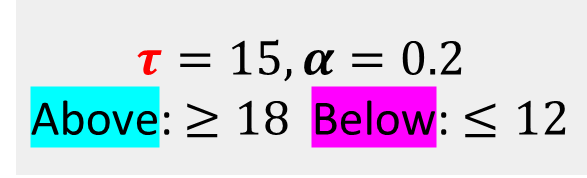 τ = 15, α = 0.2
Above: ≥ 18 Below: ≤ 12